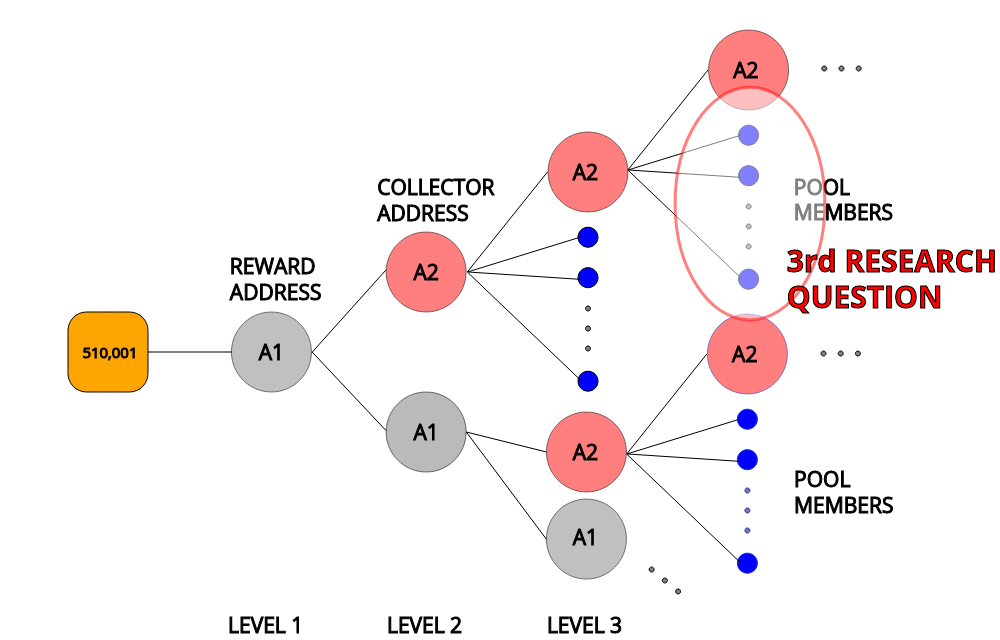 A2
COLLECTOR
ADDRESS
A2
POOL
MEMBERS
REWARD
ADDRESS
A2
3rd RESEARCH
QUESTION
510,001
A1
A2
A1
A2
POOL
MEMBERS
A1
LEVEL 1
LEVEL 2
LEVEL 3